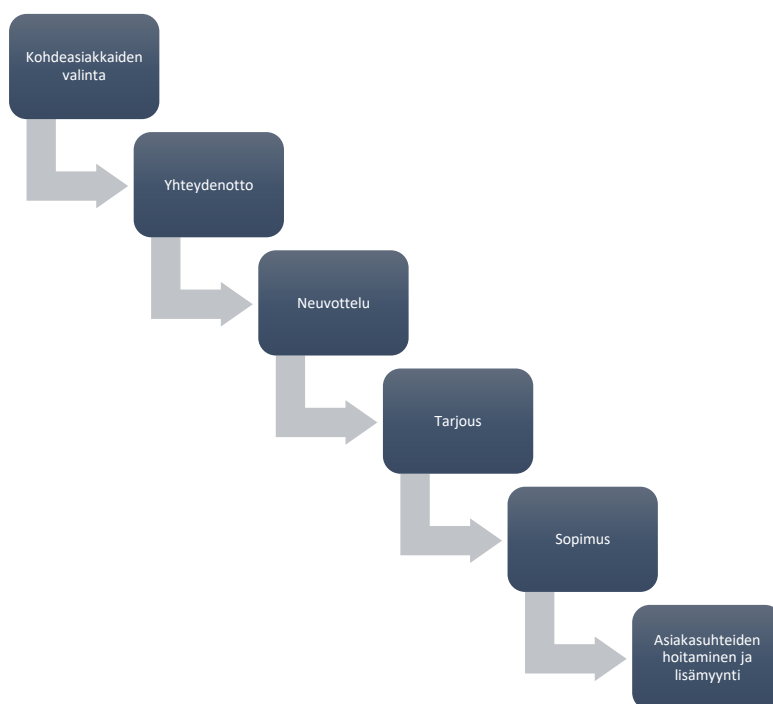 Kohdeasiakkaiden
valinta
Yhteydenotto
Neuvottelu
Tarjous
Sopimus
Asiakasuhteiden
hoitaminen ja
lisämyynti